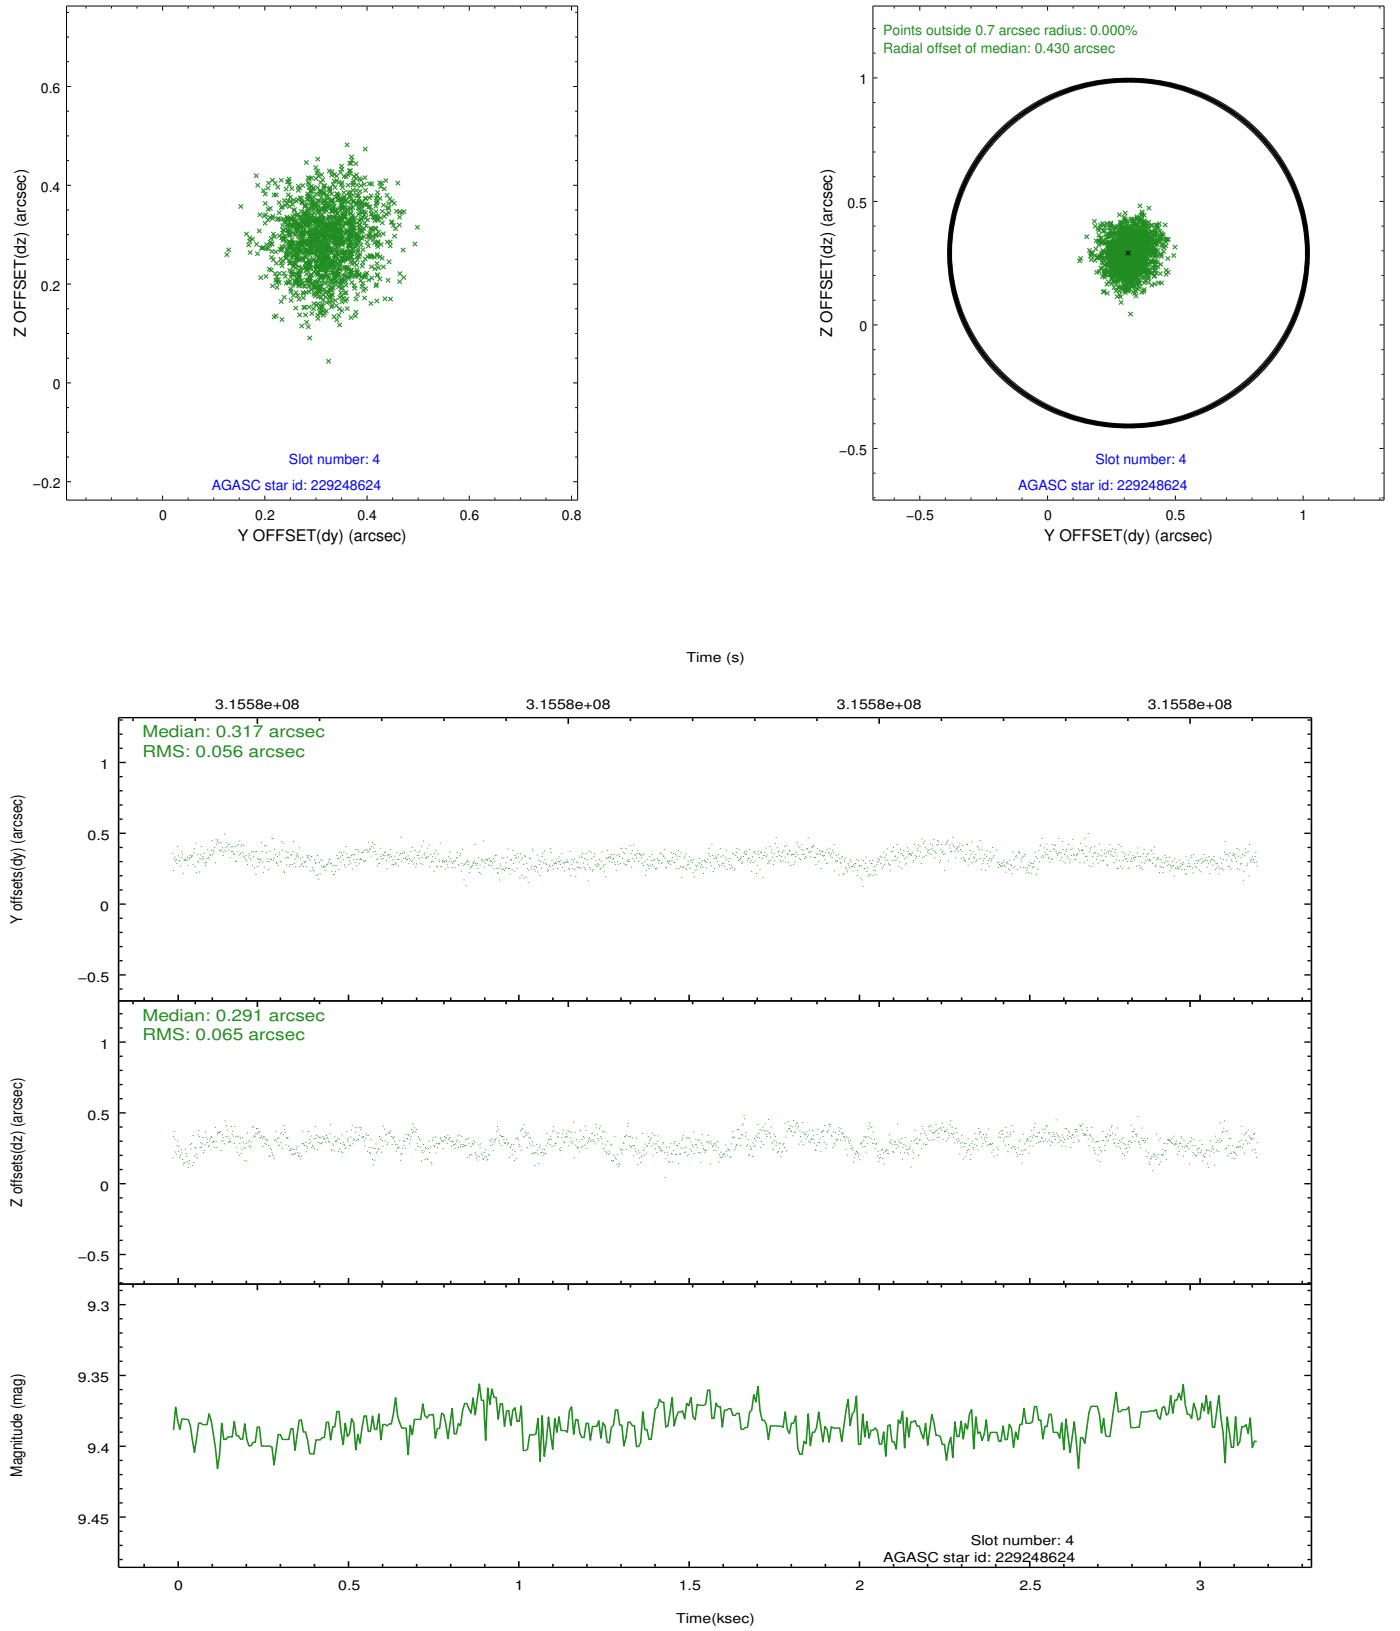 0.6
0.4
0.2
0
−0.2
Z OFFSET(dz) (arcsec)
Slot number: 4
AGASC star id: 229248624
0
0.2
0.4
0.6
0.8
Y OFFSET(dy) (arcsec)
Points outside 0.7 arcsec radius: 0.000%
Radial offset of median: 0.430 arcsec
1
0.5
0
−0.5
Z OFFSET(dz) (arcsec)
Slot number: 4
AGASC star id: 229248624
−0.5
0
0.5
1
Y OFFSET(dy) (arcsec)
Time (s)
3.1558e+08
3.1558e+08
3.1558e+08
3.1558e+08
Median: 0.317 arcsec
RMS: 0.056 arcsec
1
0.5
0
−0.5
Y offsets(dy) (arcsec)
Median: 0.291 arcsec
RMS: 0.065 arcsec
1
0.5
0
−0.5
Z offsets(dz) (arcsec)
9.3
9.35
9.4
9.45
Magnitude (mag)
Slot number: 4
AGASC star id: 229248624
0
0.5
1
1.5
2
2.5
3
Time(ksec)